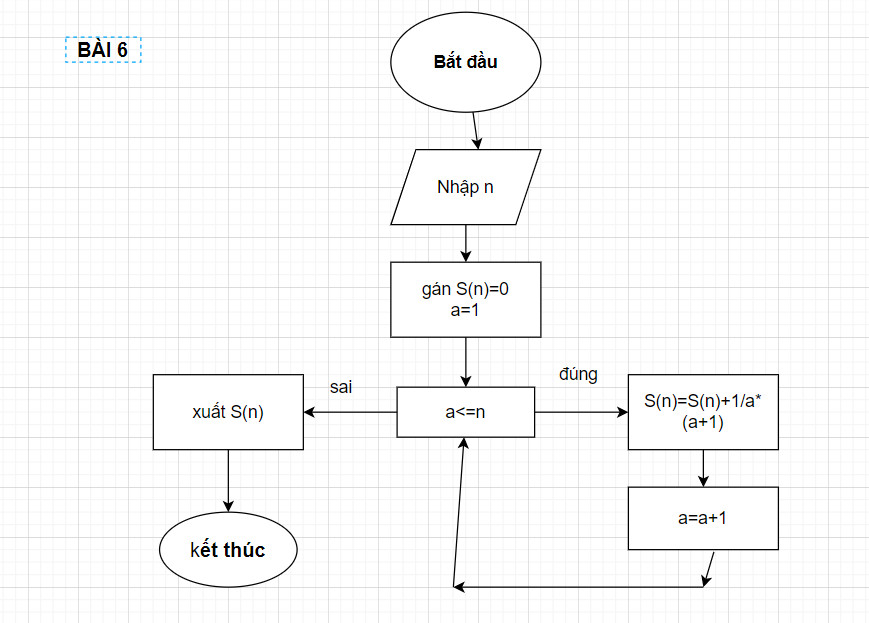 BÀI 6
Bắt đầu
Nhập n
gán S(n)=0
a=1
sai
đúng
xuất S(n)
a<=n
S(n)=S(n)+1/a*
(a+1)
a=a+1
kết thúc